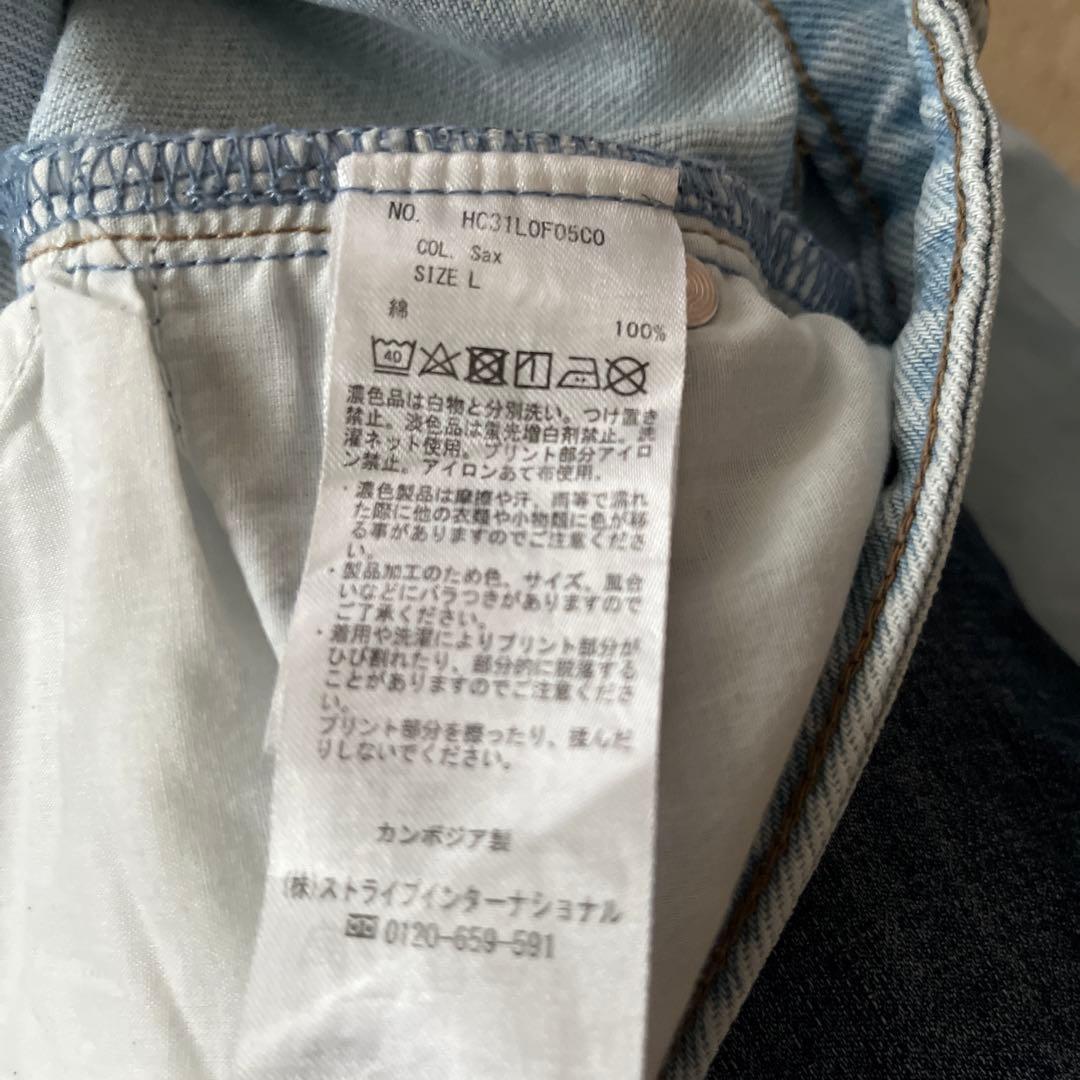 NO. HC31L0F05C0
COL. Sax
SIZE L
綿
100%
40
濃色品は白物と分別洗い。つけ置き
禁止。淡色品は蛍光増白剤禁止。洗
濯ネット使用。プリント部分アイロ
ン禁止。アイロンあて布使用。
・濃色製品は摩擦や汗、雨等で濡れ
た際に他の衣類や小物類に色が移
る事がありますのでご注意くださ
い。
・製品加工のため色、サイズ、風合
いなどにバラつきがありますので
ご了承ください。
・着用や洗濯によりプリント部分が
ひび割れたり、部分的に脱落する
ことがありますのでご注意くださ
い。
プリント部分を擦ったり、揉んだ
りしないでください。
カンボジア製
(株)ストライプインターナショナル
0120-659-591